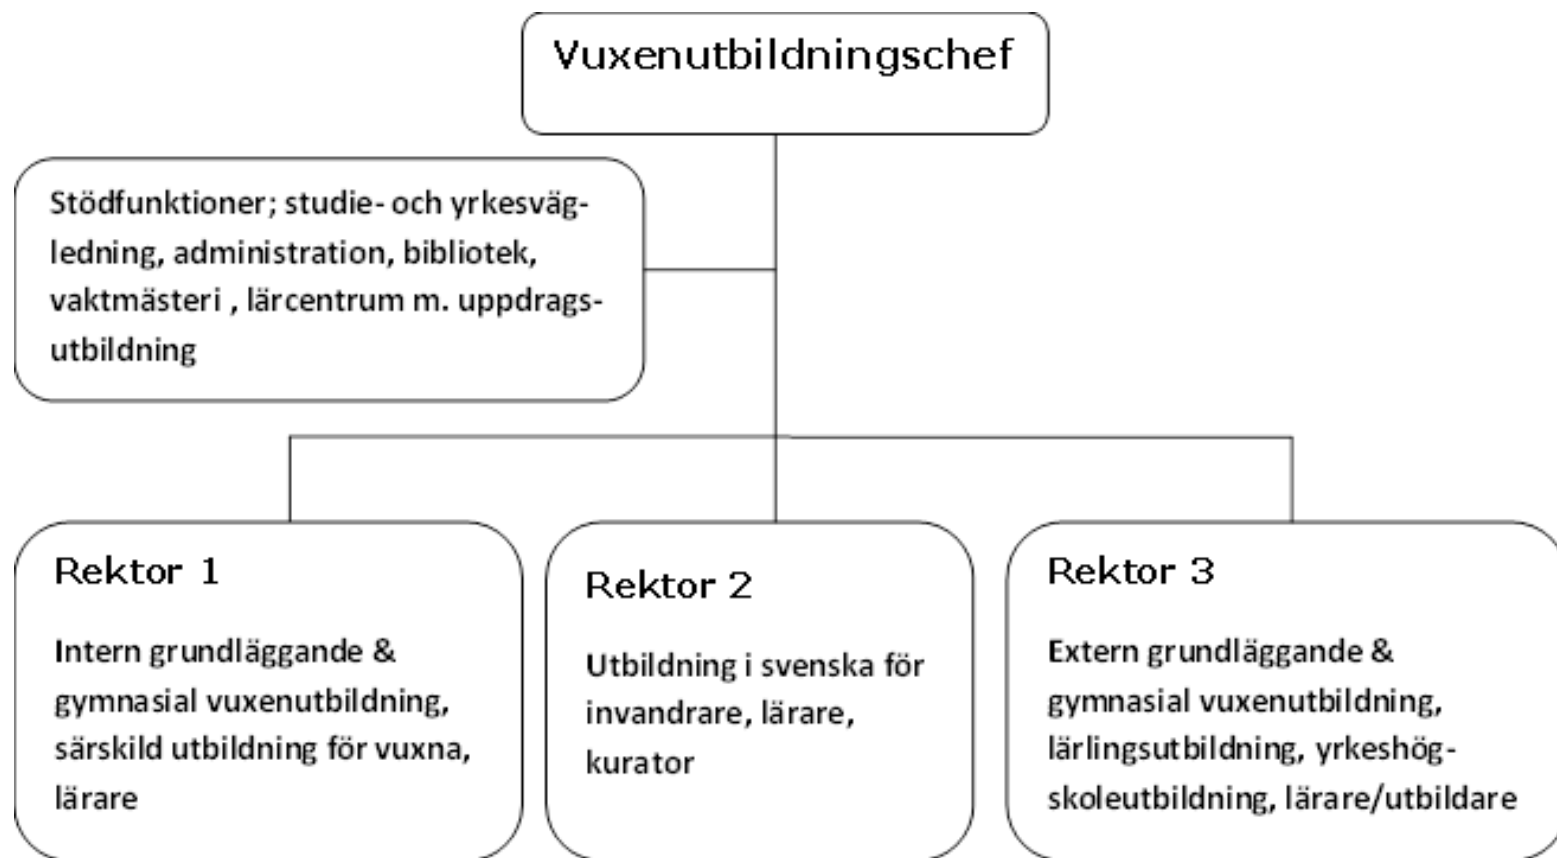 Vuxenutbildningschef
Stödfunktioner; studie- och yrkesväg-
ledning, administration, bibliotek,
vaktmästeri , lärcentrum m. uppdrags-
utbildning
Rektor 1
Intern grundläggande &
gymnasial vuxenutbildning,
särskild utbildning för vuxna,
lärare
Rektor 2
Utbildning i svenska för
invandrare, lärare,
kurator
Rektor 3
Extern grundläggande &
gymnasial vuxenutbildning,
lärlingsutbildning, yrkeshög-
skoleutbildning, lärare/utbildare